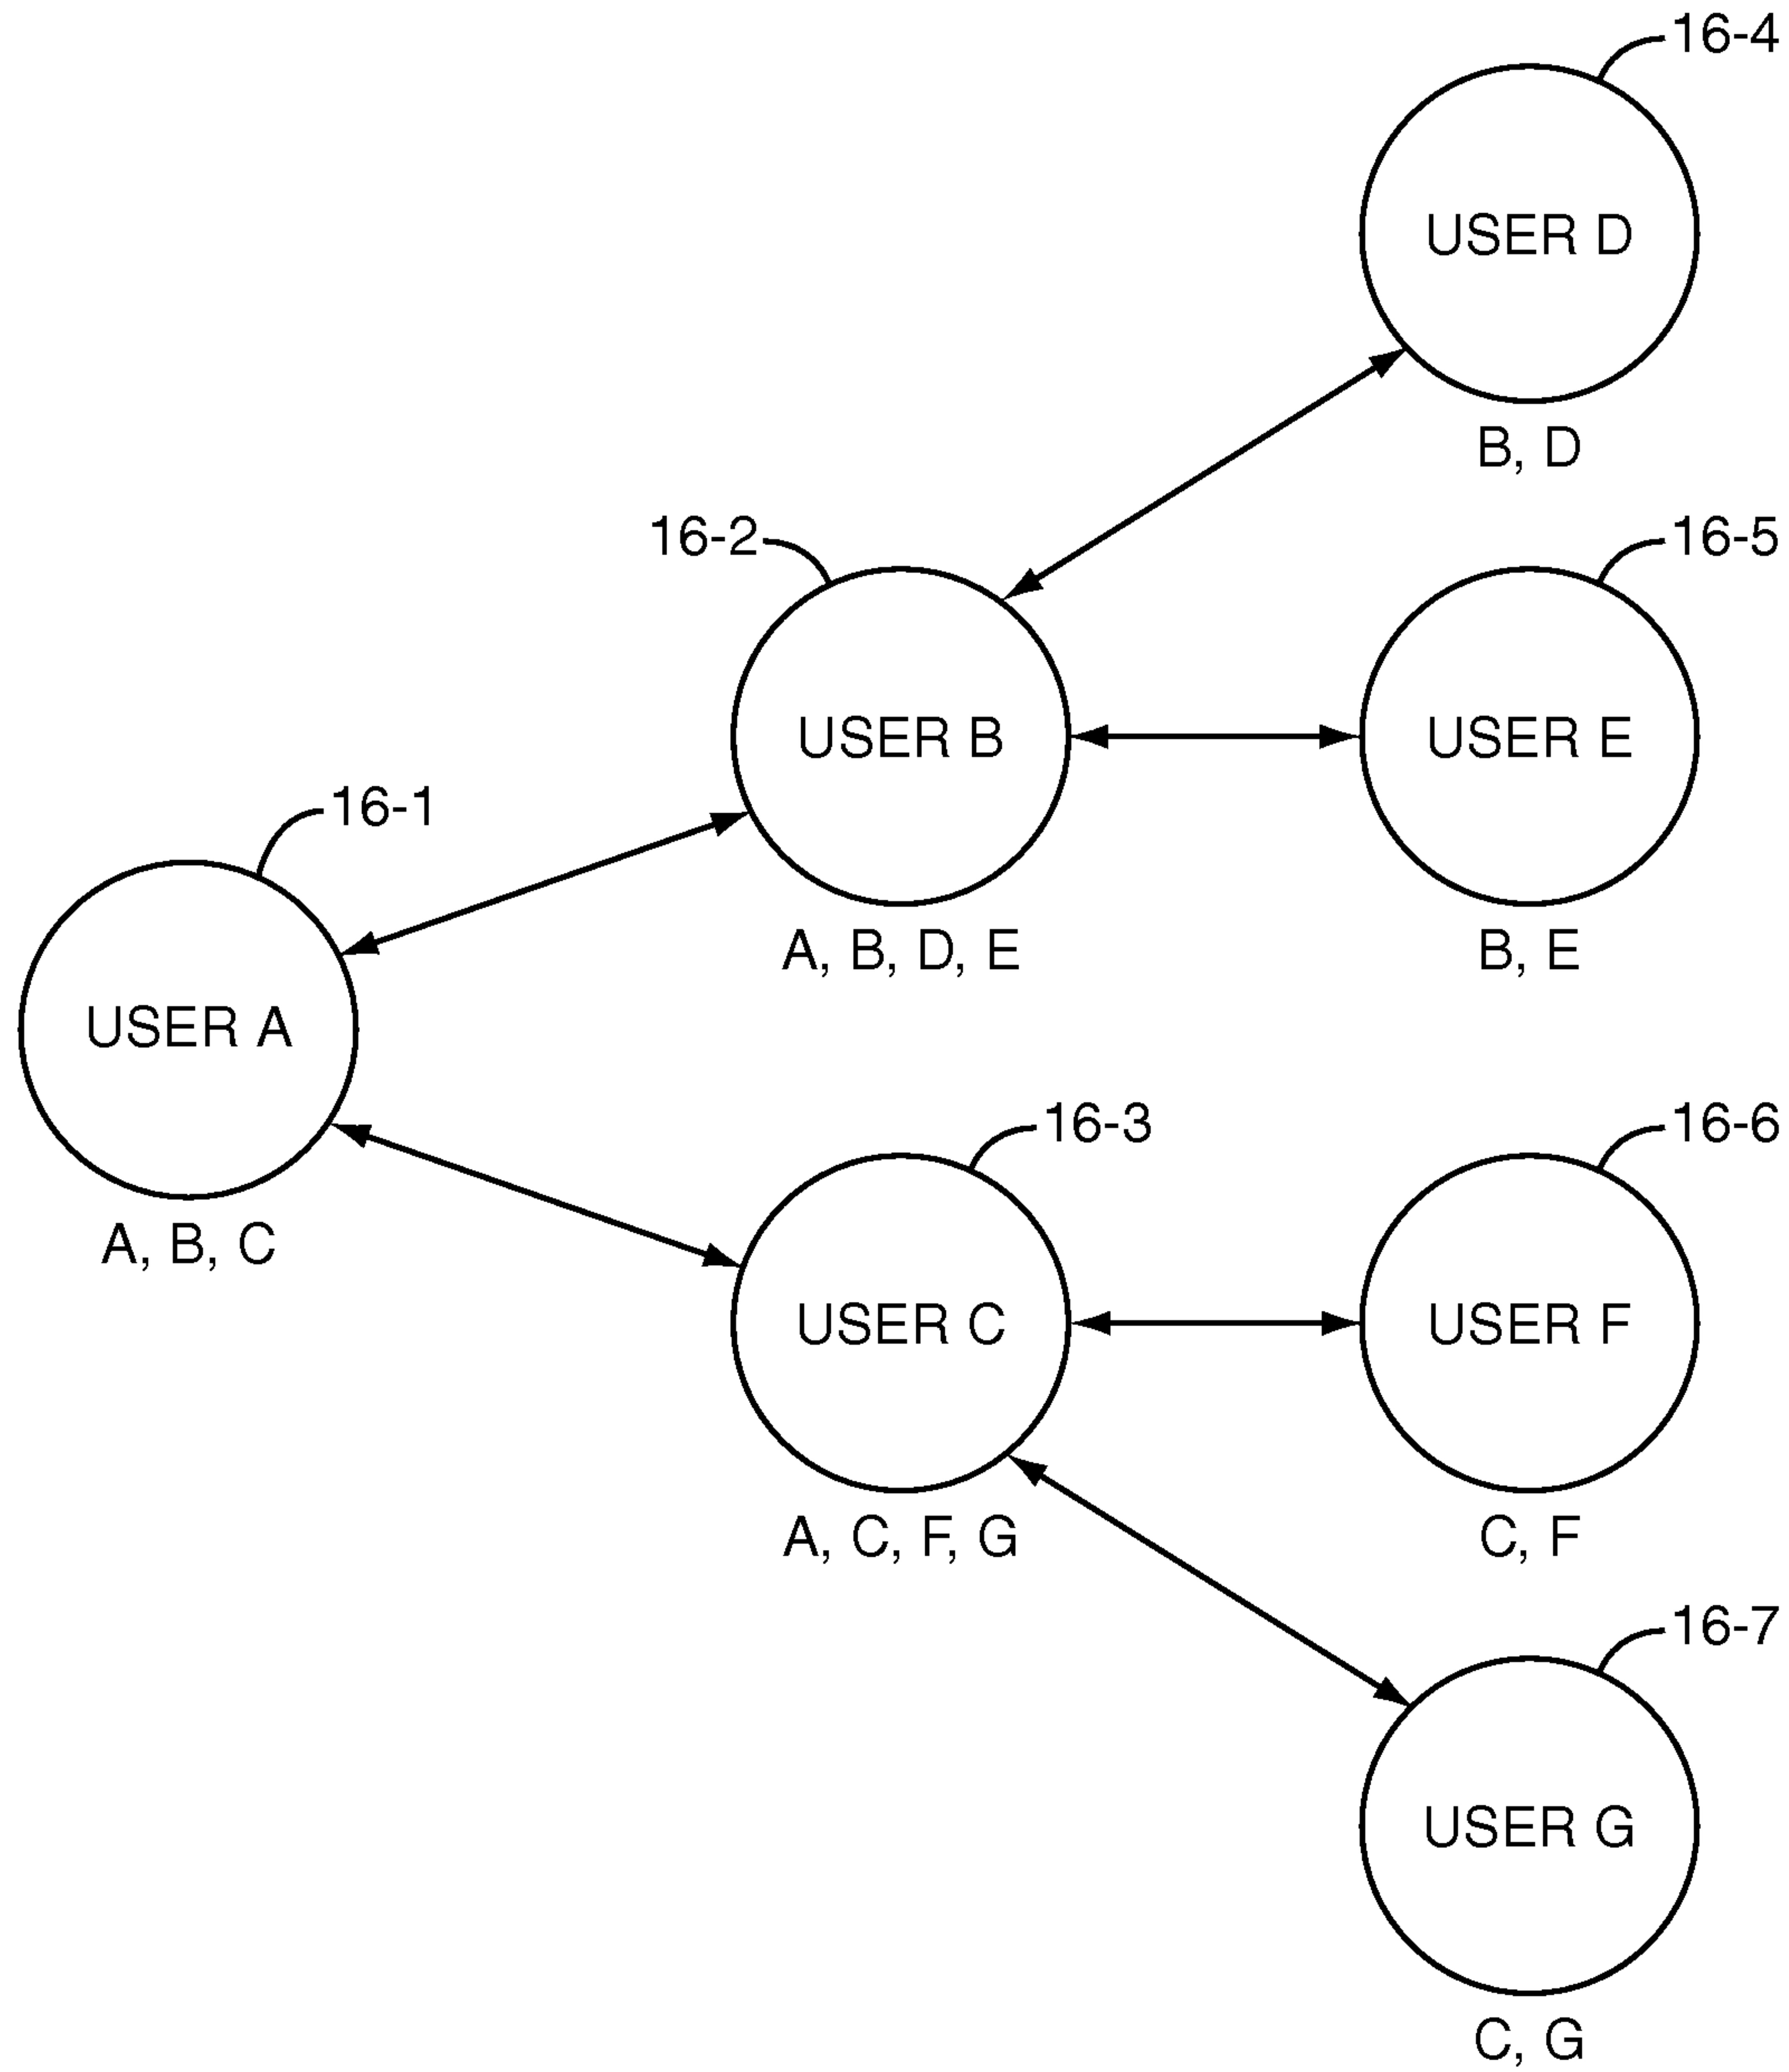 16-4
USER D
B, D
16-2
16-5
USER B
USER E
A, B, D, E
B, E
16-1
USER A
A, B, C
16-3
16-6
USER C
USER F
A, C, F, G
C, F
16-7
USER G
C, G